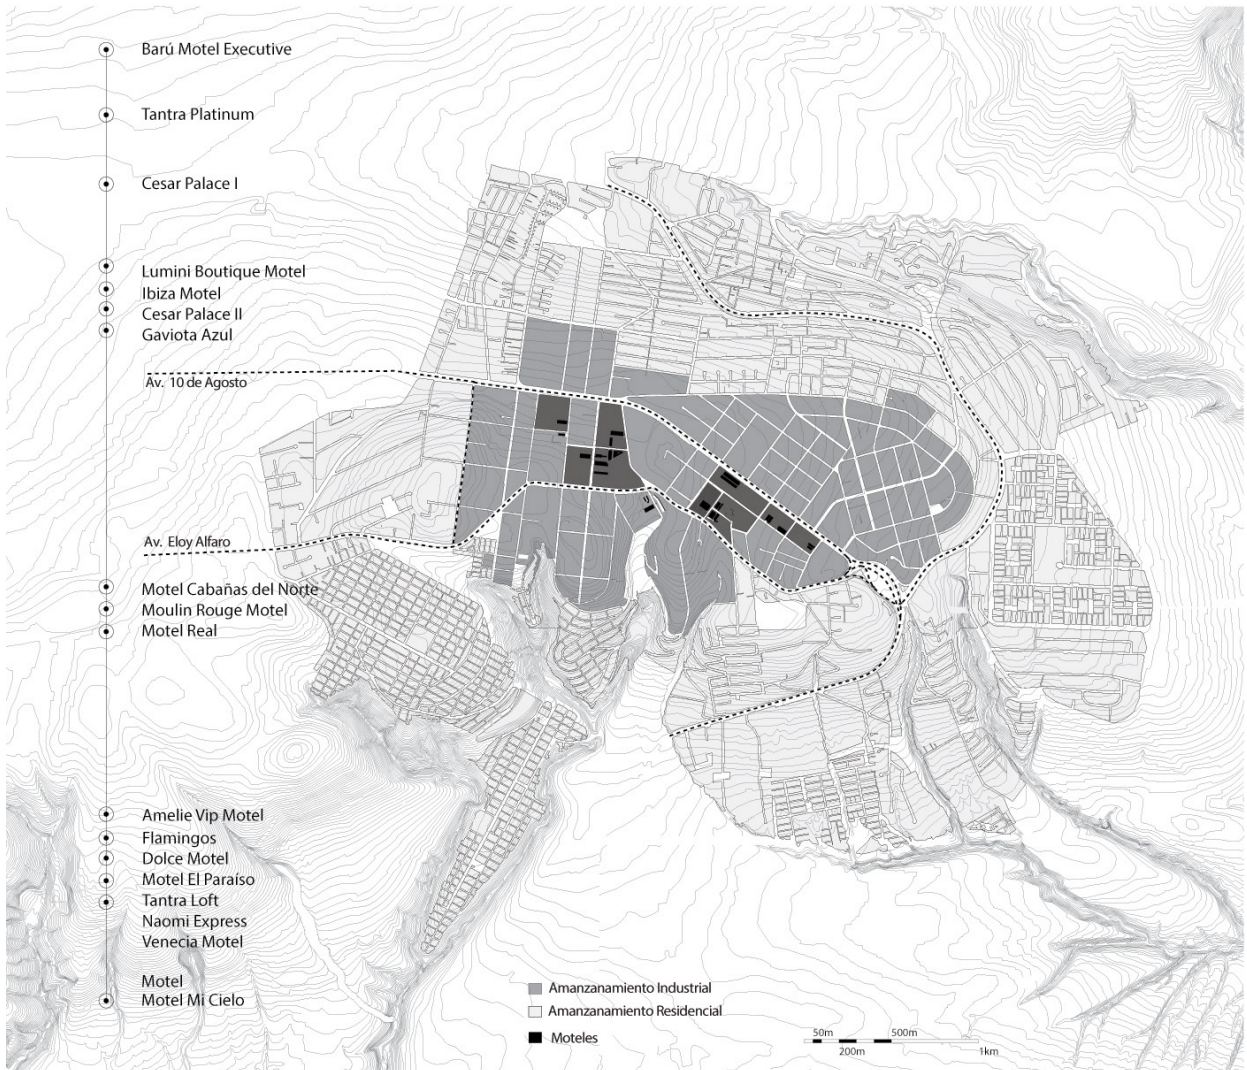 Barú Motel Executive
Tantra Platinum
Cesar Palace I
Lumini Boutique Motel
Ibiza Motel
Cesar Palace II
Gaviota Azul
Av. 10 de Agosto
Av. Eloy Alfaro
Motel Cabañas del Norte
Moulin Rouge Motel
Motel Real
Amelie Vip Motel
Flamingos
Dolce Motel
Motel El Paraíso
Tantra Loft
Naomi Express
Venecia Motel
Motel
Motel Mi Cielo
Amanzanamiento Industrial
Amanzanamiento Residencial
Moteles
50m 500m
200m 1km